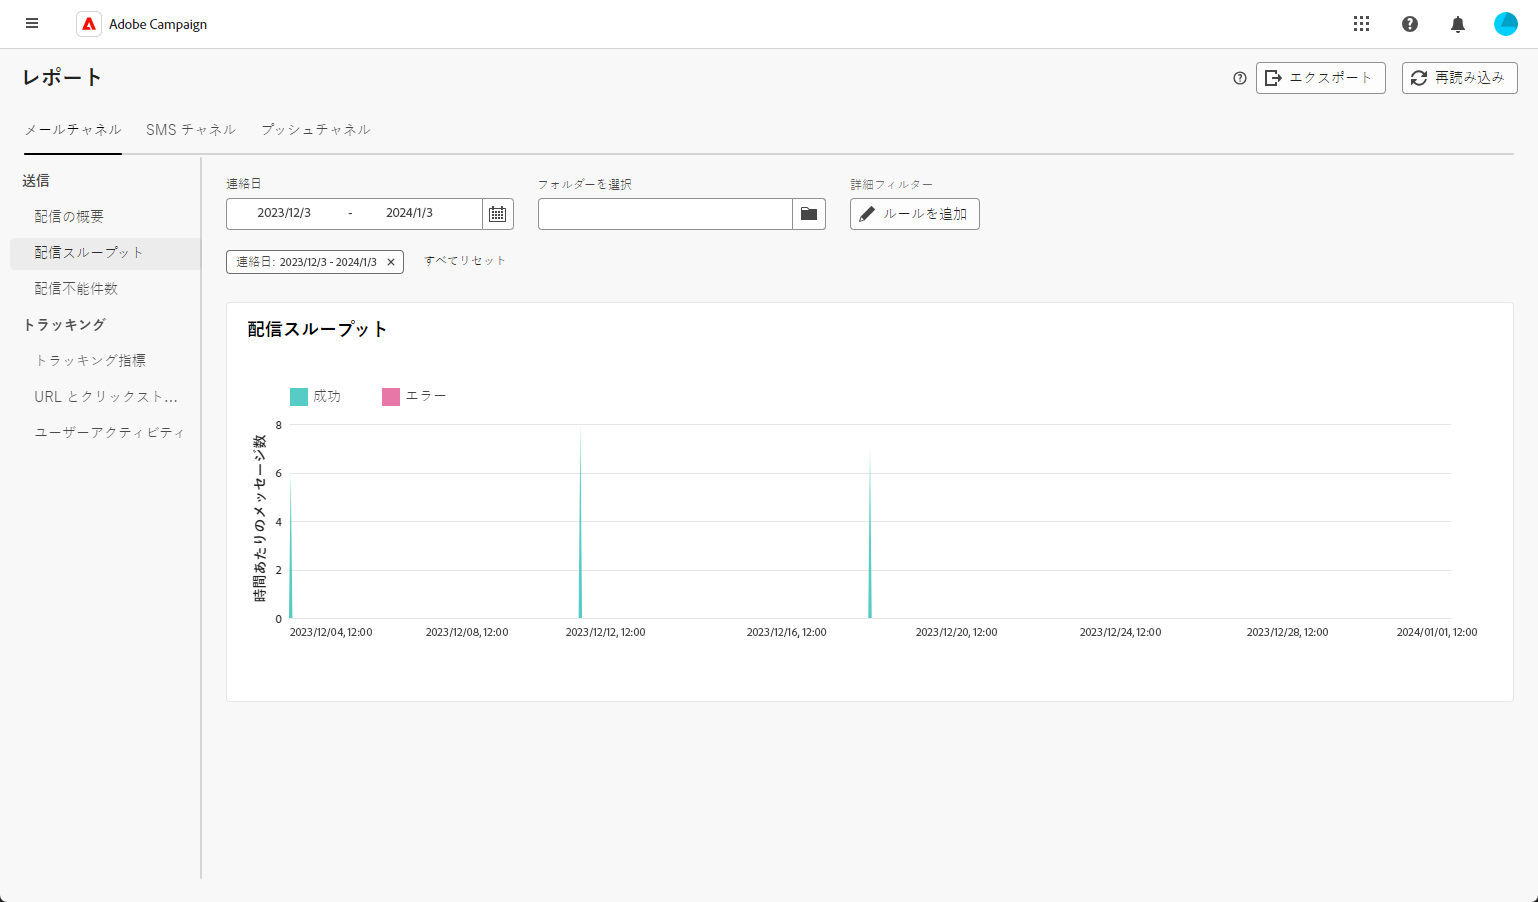 Adobe Campaign
レポート
エクスポート
再読み込み
メールチャネル
SMS チャネル
プッシュチャネル
送信
配信の概要
配信スループット
配信不能件数
トラッキング
トラッキング指標
URL とクリックスト...
ユーザーアクティビティ
連絡日
2023/12/3 - 2024/1/3
フォルダーを選択
詳細フィルター
ルールを追加
連絡日: 2023/12/3 - 2024/1/3 ×
すべてリセット
配信スループット
成功
エラー
時間あたりのメッセージ数
8
6
4
2
0
2023/12/04, 12:00
2023/12/08, 12:00
2023/12/12, 12:00
2023/12/16, 12:00
2023/12/20, 12:00
2023/12/24, 12:00
2023/12/28, 12:00
2024/01/01, 12:00